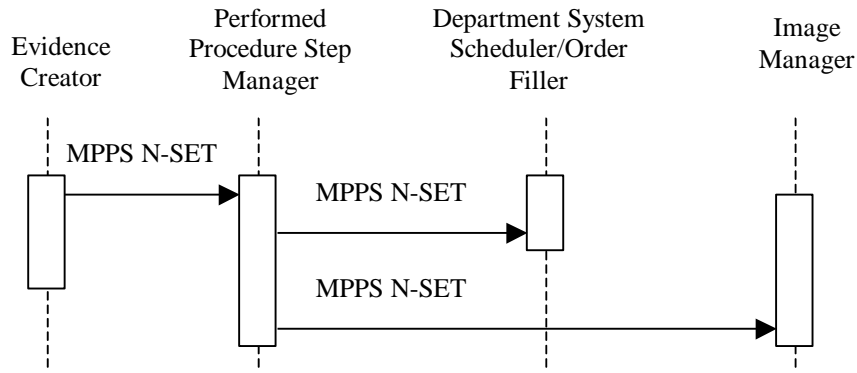 Evidence
Creator
Performed
Procedure Step
Manager
Department System
Scheduler/Order
Filler
Image
Manager
MPPS N-SET
MPPS N-SET
MPPS N-SET